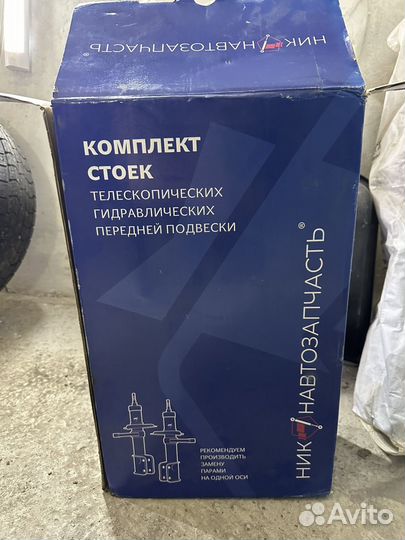 НИК НАВТОЗАПЧАСТЬ®
КОМПЛЕКТ
СТОЕК
ТЕЛЕСКОПИЧЕСКИХ
ГИДРАВЛИЧЕСКИХ
ПЕРЕДНЕЙ ПОДВЕСКИ
НИК НАВТОЗАПЧАСТЬ®
РЕКОМЕНДУЕМ
ПРОИЗВОДИТЬ
ЗАМЕНУ
ПАРАМИ
НА ОДНОЙ ОСИ
Avito